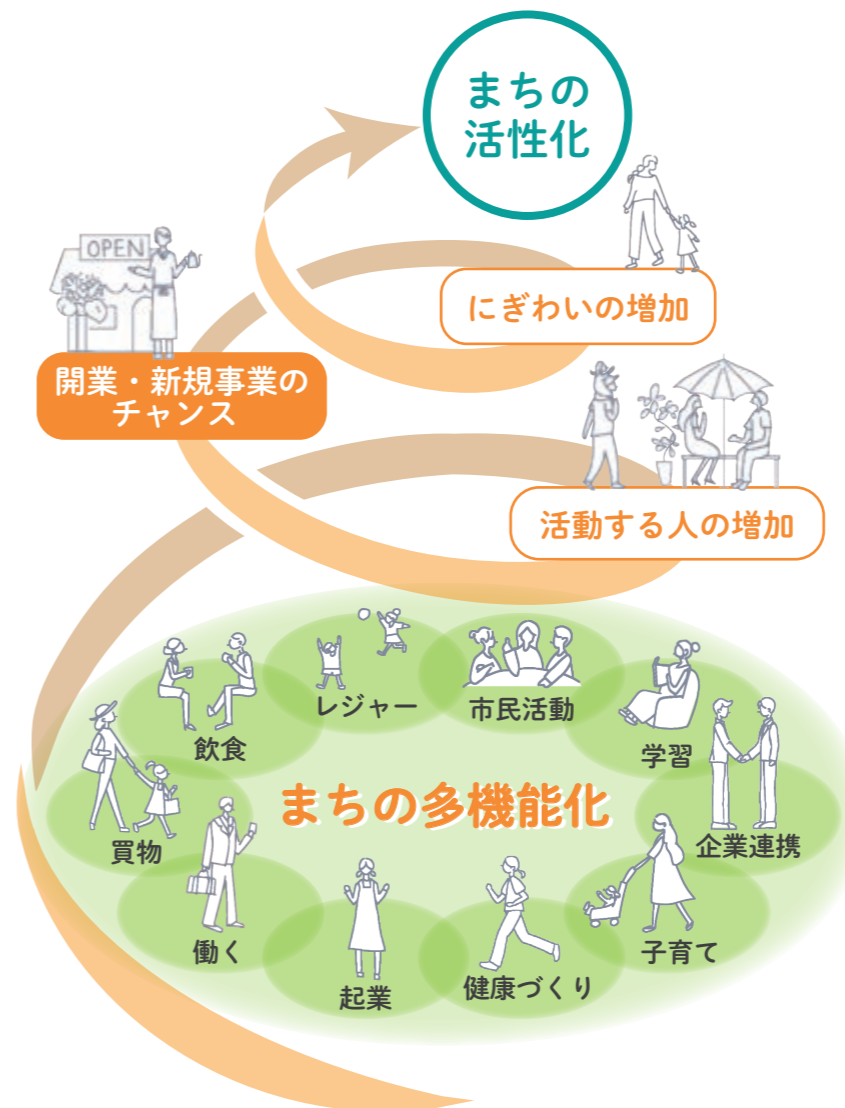 まちの
活性化
OPEN
にぎわいの増加
開業・新規事業の
チャンス
活動する人の増加
レジャー
市民活動
飲食
学習
まちの多機能化
買物
企業連携
働く
子育て
起業
健康づくり